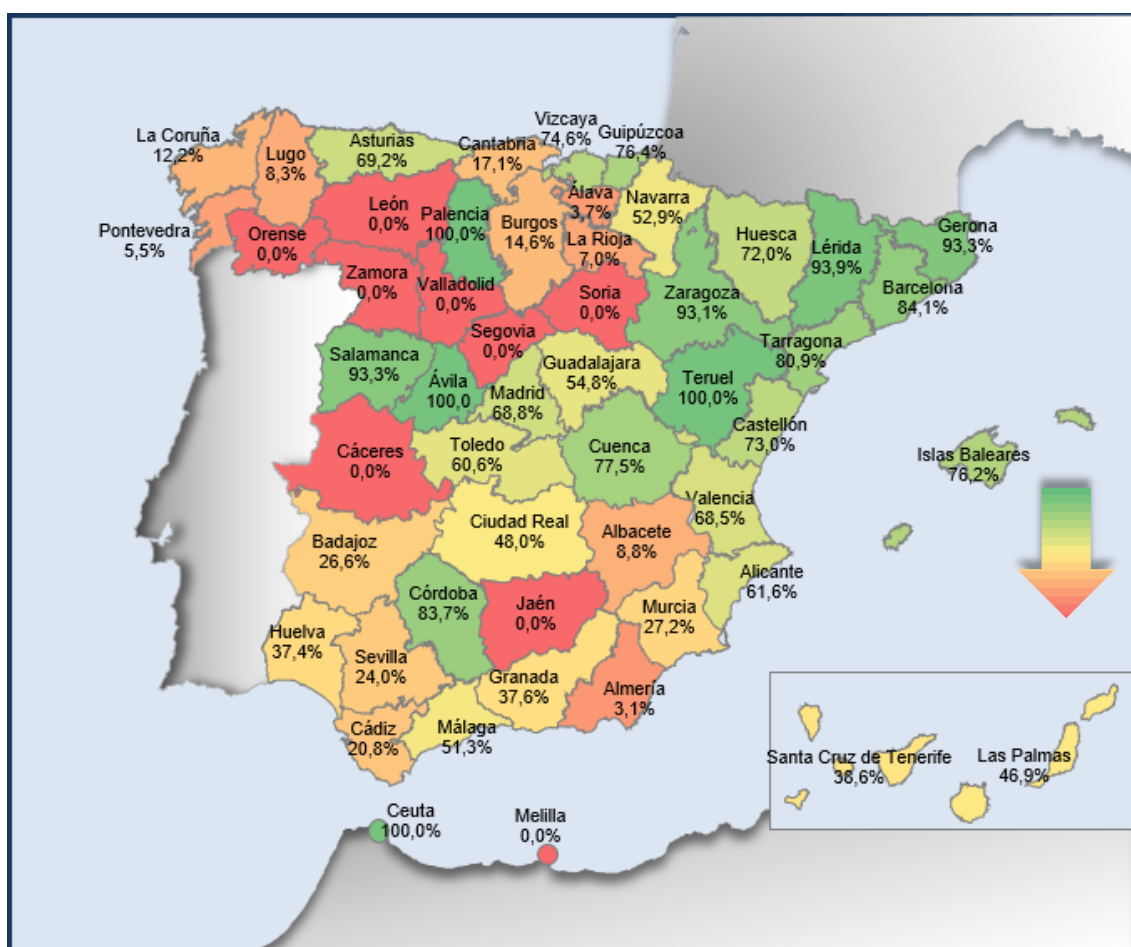 La Coruña
12,2%
Lugo
8,3%
Asturias
69,2%
Cantabria
17,1%
Vizcaya
74,6%
Guipúzcoa
76,4%
Pontevedra
5,5%
Orense
0,0%
León
0,0%
Palencia
100,0%
Burgos
14,6%
Álava
3,7%
La Rioja
7,0%
Navarra
52,9%
Huesca
72,0%
Lérida
93,9%
Gerona
93,3%
Barcelona
84,1%
Zamora
0,0%
Valladolid
0,0%
Soria
0,0%
Zaragoza
93,1%
Tarragona
80,9%
Segovia
0,0%
Salamanca
93,3%
Ávila
100,0
Madrid
68,8%
Guadalajara
54,8%
Teruel
100,0%
Castellón
73,0%
Cáceres
0,0%
Toledo
60,6%
Cuenca
77,5%
Islas Baleares
76,2%
Valencia
68,5%
Badajoz
26,6%
Ciudad Real
48,0%
Albacete
8,8%
Alicante
61,6%
Córdoba
83,7%
Jaén
0,0%
Murcia
27,2%
Huelva
37,4%
Sevilla
24,0%
Granada
37,6%
Almería
3,1%
Cádiz
20,8%
Málaga
51,3%
Santa Cruz de Tenerife
38,6%
Las Palmas
46,9%
Ceuta
100,0%
Melilla
0,0%